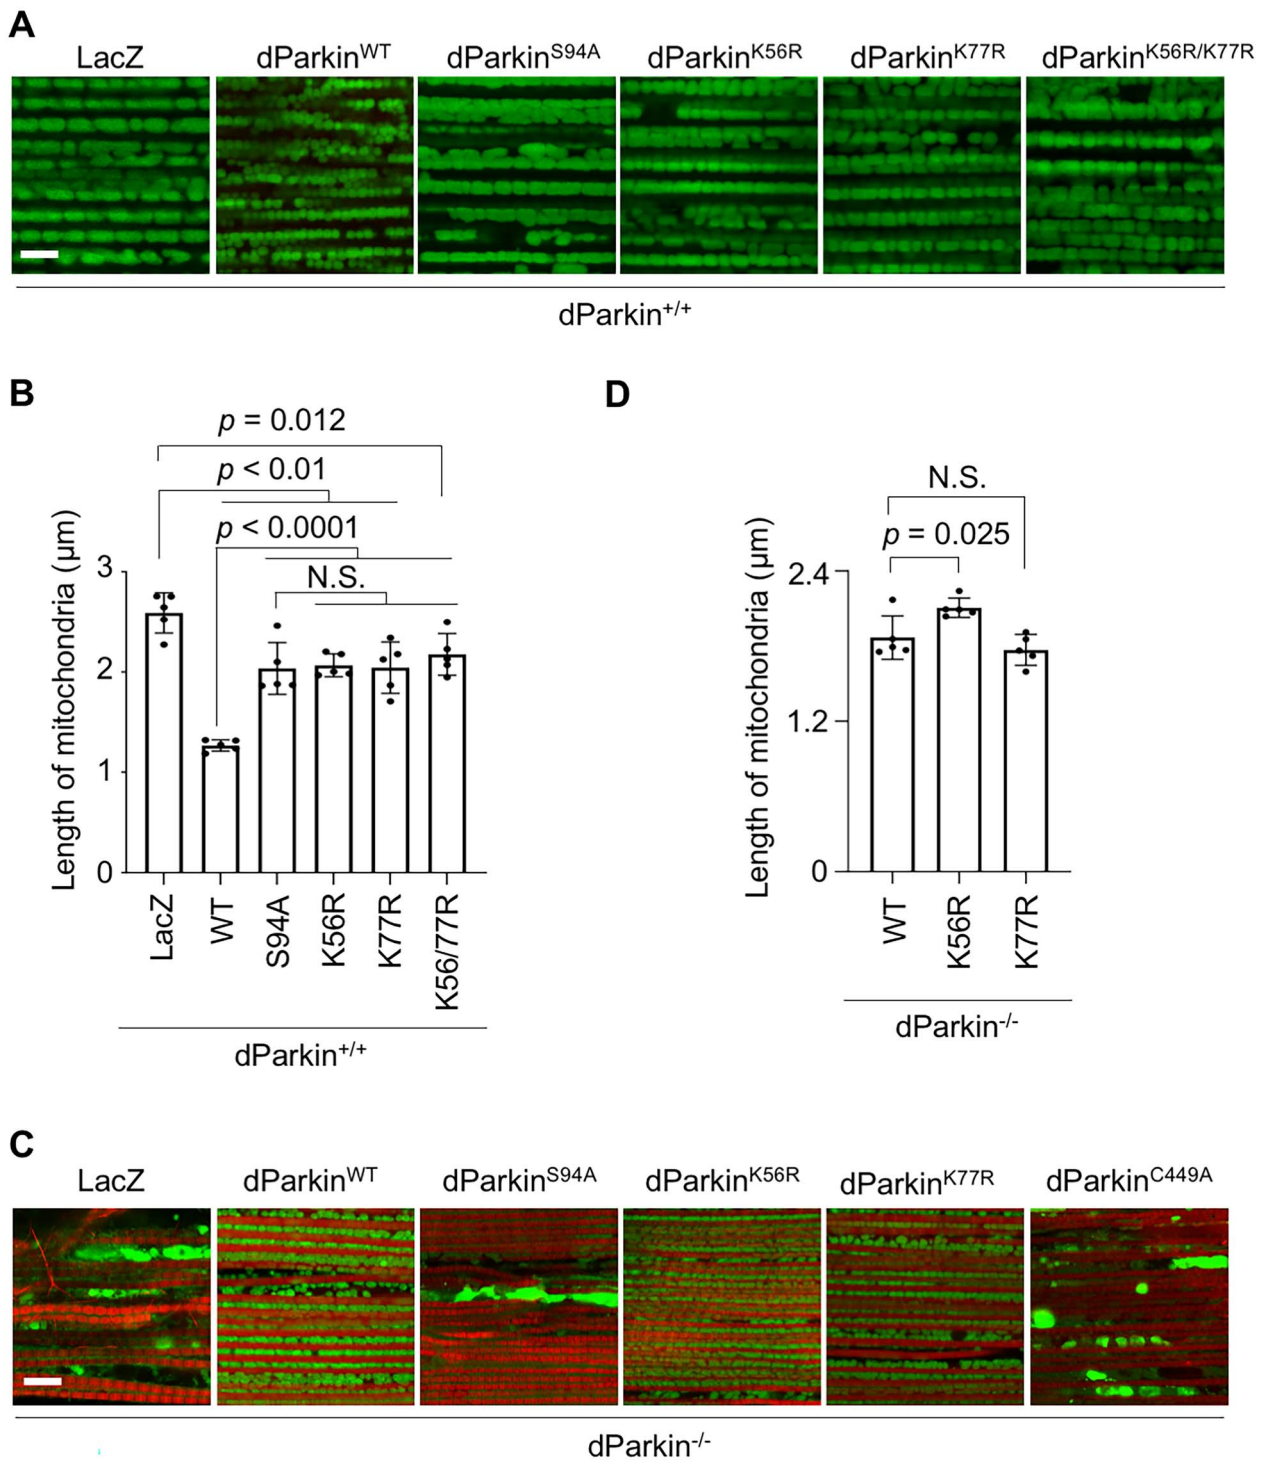 A
LacZ dParkinWT dParkinS94A dParkinK56R dParkinK77R dParkinK56R/K77R
dParkin+/+
B
p = 0.012
p < 0.01
p < 0.0001
N.S.
Length of mitochondria (μm)
3
2
1
0
LacZ WT S94A K56R K77R K56/77R
dParkin+/+
D
N.S.
p = 0.025
Length of mitochondria (μm)
2.4
1.2
0
WT K56R K77R
dParkin-/-
C
LacZ dParkinWT dParkinS94A dParkinK56R dParkinK77R dParkinC449A
dParkin-/-